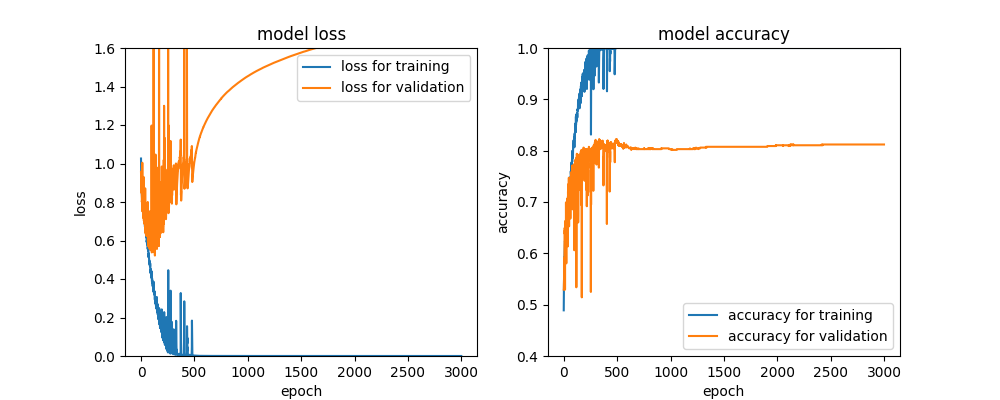 model loss
loss
1.6
1.4
1.2
1.0
0.8
0.6
0.4
0.2
0.0
loss for training
loss for validation
0 500 1000 1500 2000 2500 3000
epoch
model accuracy
accuracy
1.0
0.9
0.8
0.7
0.6
0.5
0.4
accuracy for training
accuracy for validation
0 500 1000 1500 2000 2500 3000
epoch